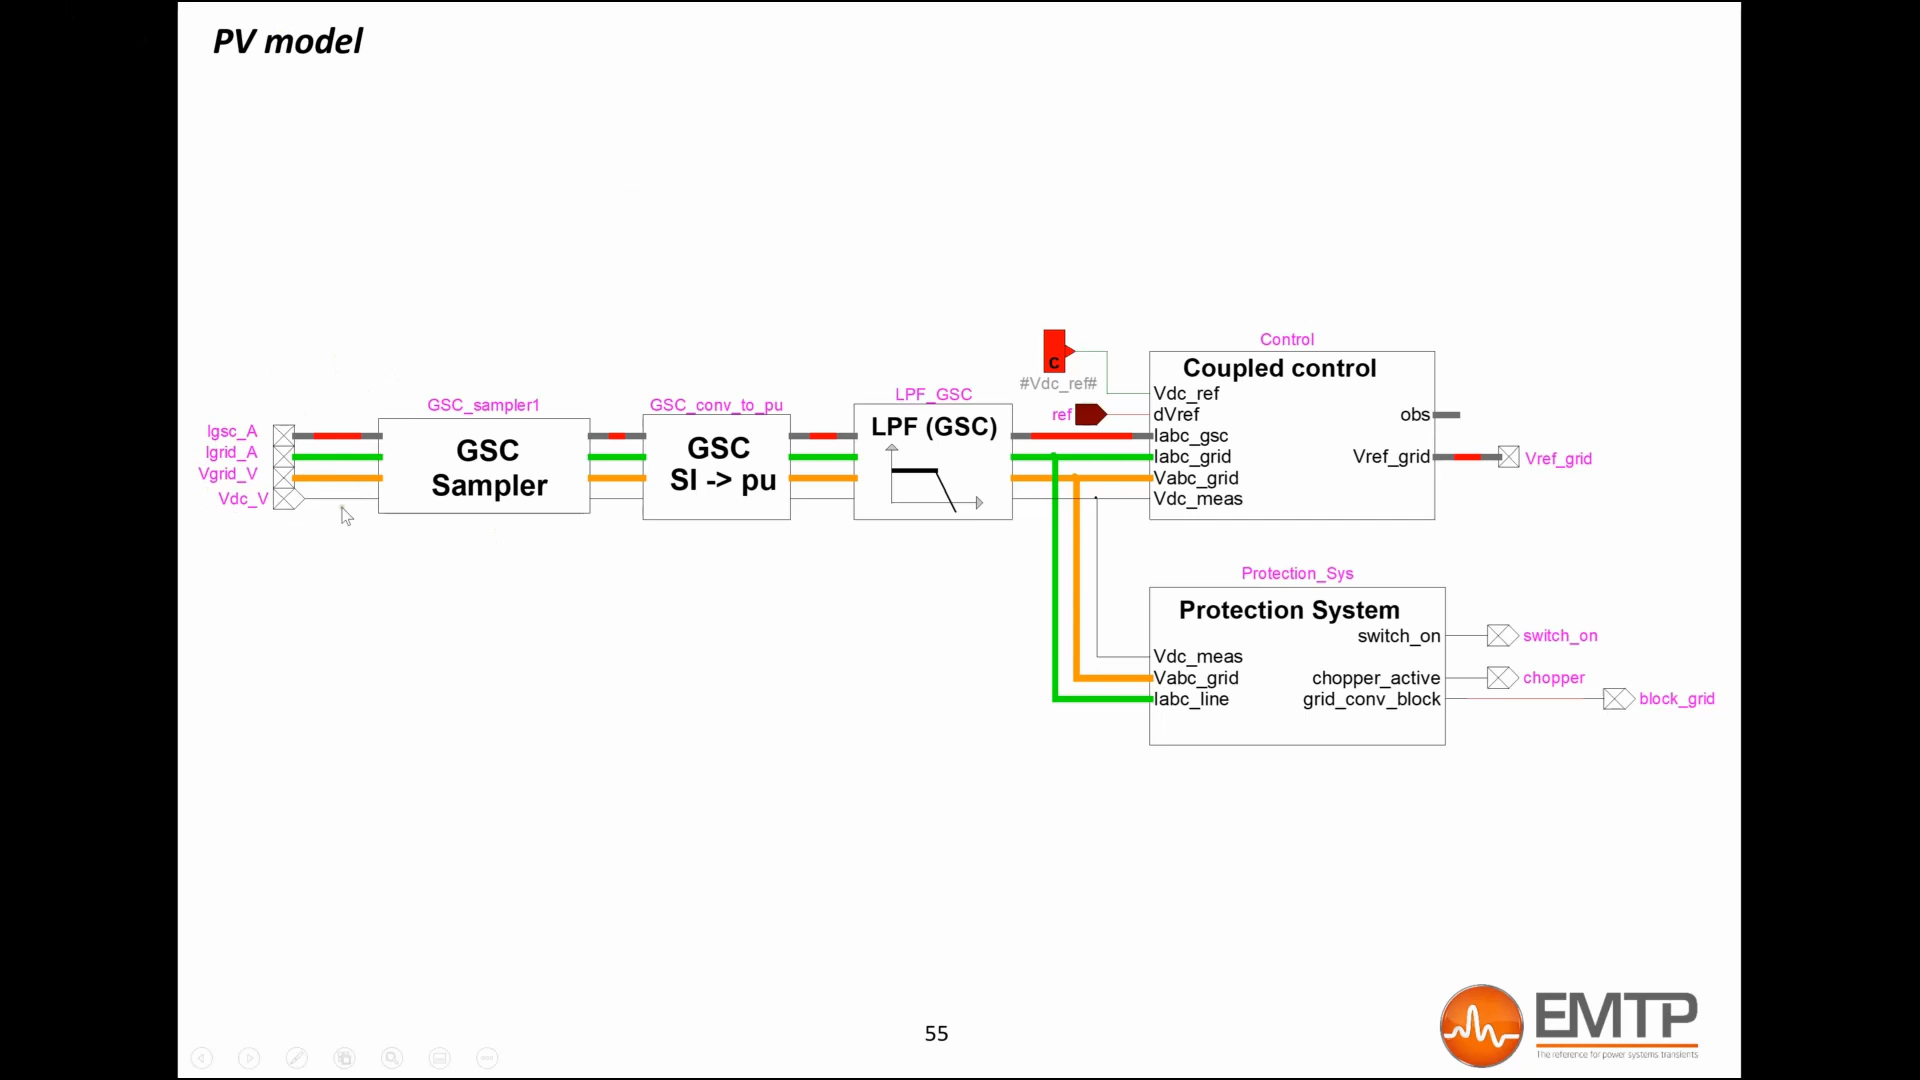 PV model
Control
Coupled control
c
#Vdc_ref#
Vdc_ref
LPF_GSC
GSC_sampler1
GSC_conv_to_pu
ref
dVref
obs
LPF (GSC)
Igsc_A
Iabc_gsc
GSC
Sampler
GSC
SI -> pu
Igrid_A
Iabc_grid
Vref_grid
Vref_grid
Vgrid_V
Vabc_grid
Vdc_V
Vdc_meas
Protection_Sys
Protection System
switch_on
switch_on
Vdc_meas
Vabc_grid
chopper_active
chopper
Iabc_line
grid_conv_block
block_grid
55
EMTP
The reference for power systems transients